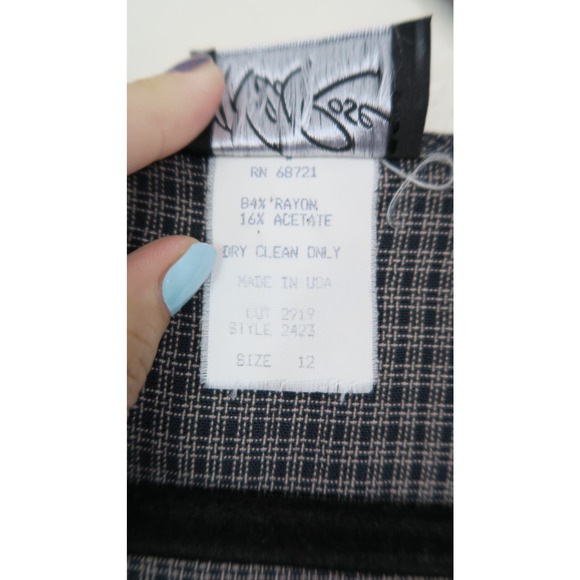 RN 68721
84% RAYON
16% ACETATE
DRY CLEAN ONLY
MADE IN USA
CUT 2919
STYLE 2423
SIZE 12